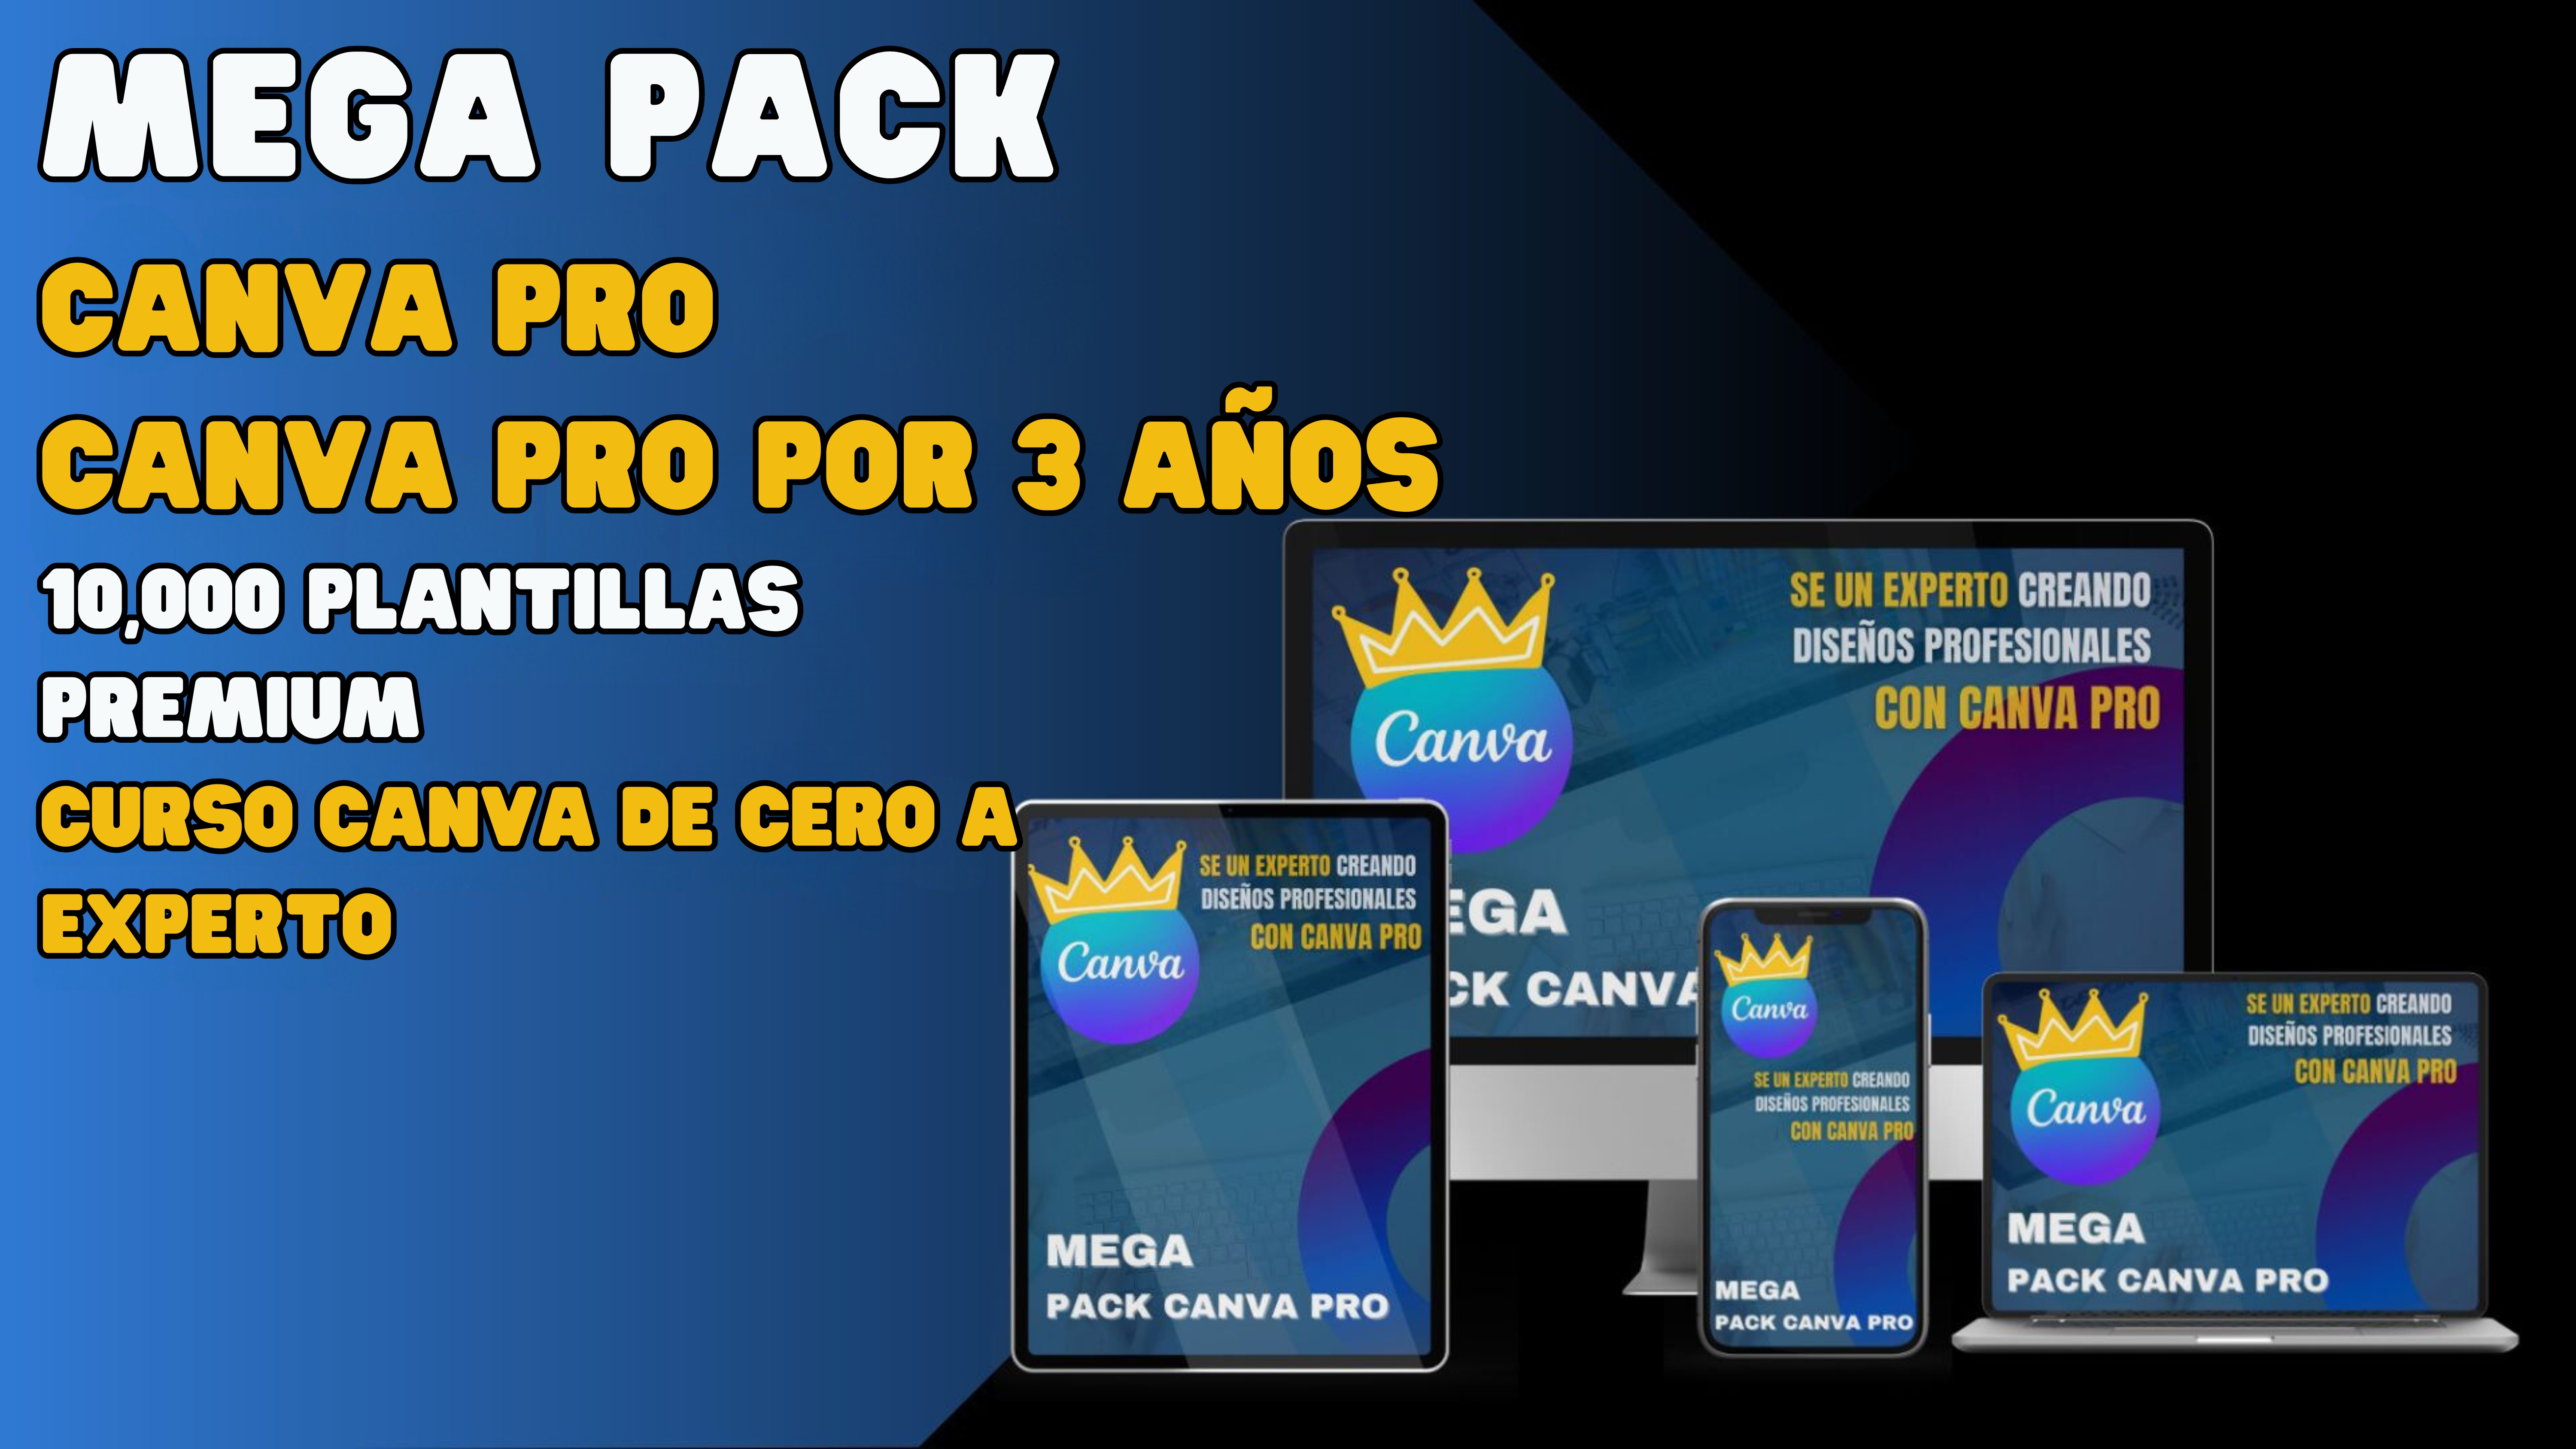 MEGA PACK
CANVA PRO
CANVA PRO POR 3 AÑOS
10,000 PLANTILLAS
PREMIUM
CURSO CANVA DE CERO A
EXPERTO
SE UN EXPERTO CREANDO
DISEÑOS PROFESIONALES
CON CANVA PRO
Canva
EGA
CK CANVA
SE UN EXPERTO CREANDO
DISEÑOS PROFESIONALES
CON CANVA PRO
Canva
MEGA
PACK CANVA PRO
Canva
SE UN EXPERTO CREANDO
DISEÑOS PROFESIONALES
CON CANVA PRO
MEGA
PACK CANVA PRO
SE UN EXPERTO CREANDO
DISEÑOS PROFESIONALES
CON CANVA PRO
Canva
MEGA
PACK CANVA PRO